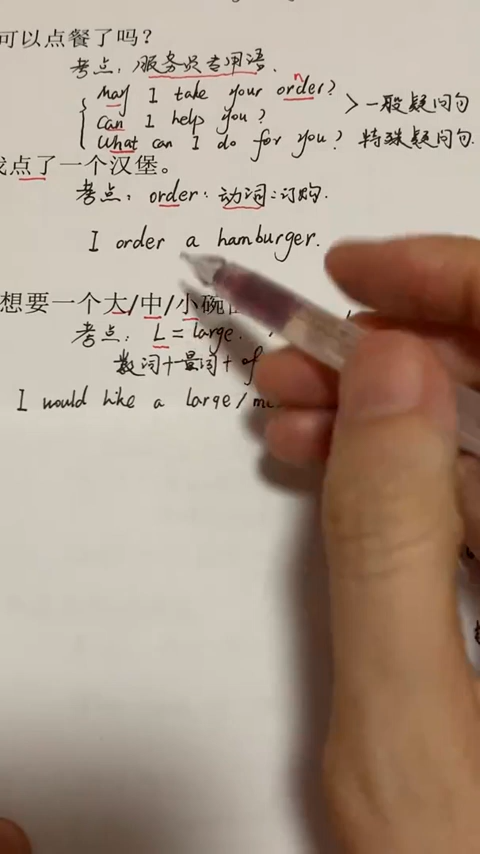 可以点餐了吗？
考点：服务员专用语.
n
May I take your order?
Can I help you? > 一般疑问句
What can I do for you? 特殊疑问句.
点了一个汉堡。
考点：order：动词：订购.
I order a hamburger.
想要一个大/中/小碗
考点：L = large.
数词+量词+ of
I would like a large/